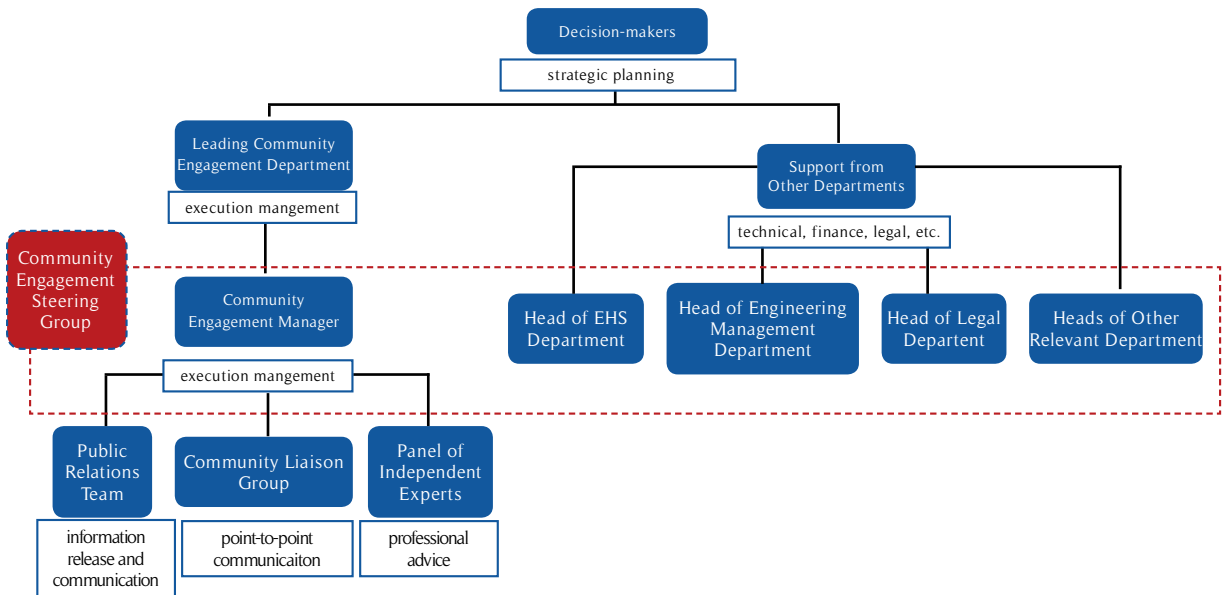 Decision-makers
strategic planning
Leading Community
Engagement Department
execution mangement
Support from
Other Departments
technical, finance, legal, etc.
Community
Engagement
Steering
Group
Community
Engagement Manager
Head of EHS
Department
Head of Engineering
Management
Department
Head of Legal
Departent
Heads of Other
Relevant Department
execution mangement
Public
Relations
Team
Community Liaison
Group
Panel of
Independent
Experts
information
release and
communication
point-to-point
communicaiton
professional
advice